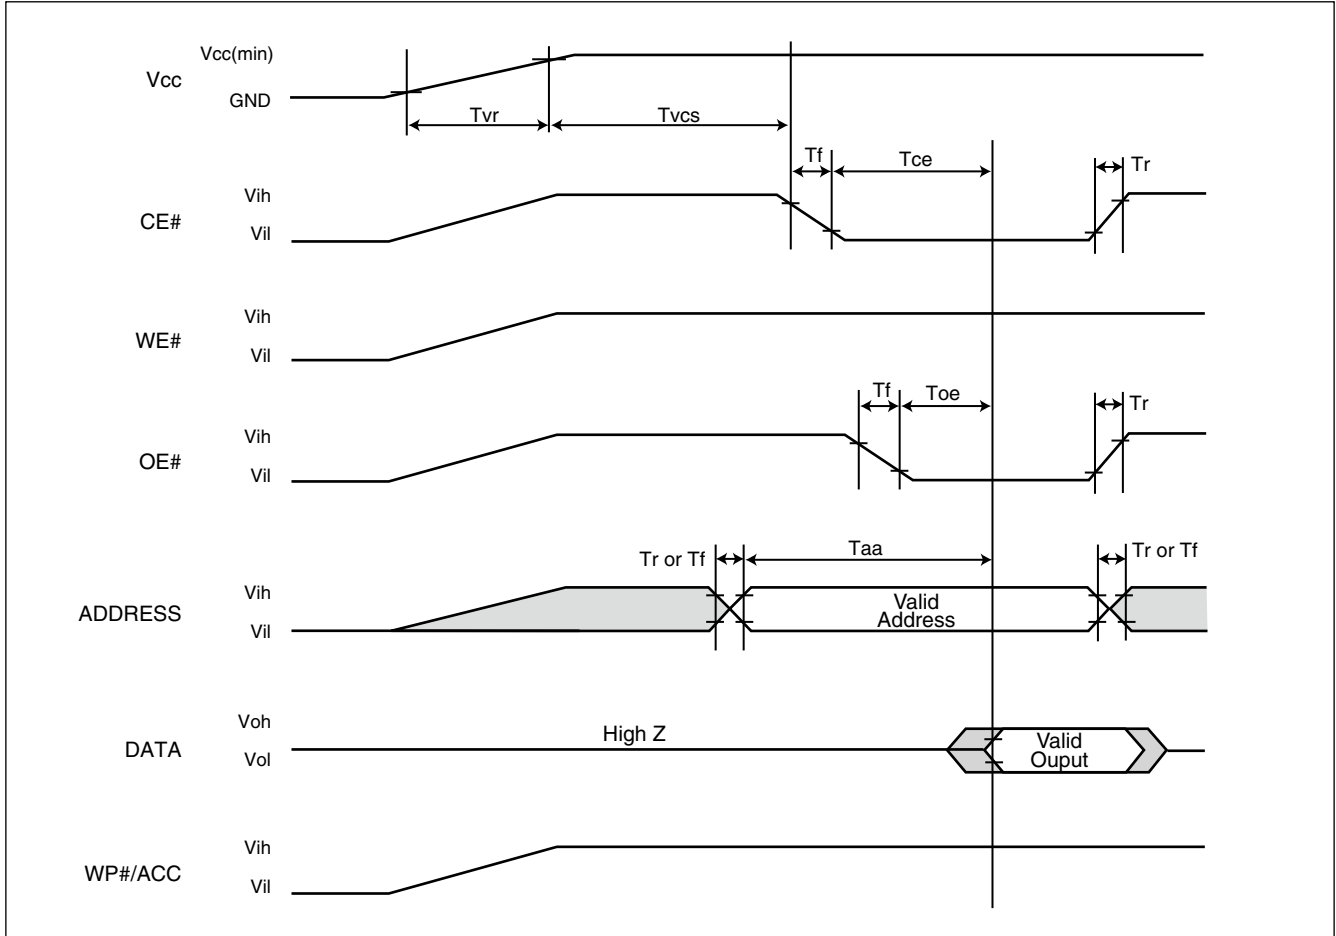 Vcc(min)
Vcc
GND
Tvr
Tvcs
Tf
Tce
Tr
Vih
CE#
Vil
Vih
WE#
Vil
Tf
Toe
Tr
Vih
OE#
Vil
Tr or Tf
Taa
Tr or Tf
Vih
ADDRESS
Vil
Valid
Address
Voh
DATA
Vol
High Z
Valid
Ouput
Vih
WP#/ACC
Vil